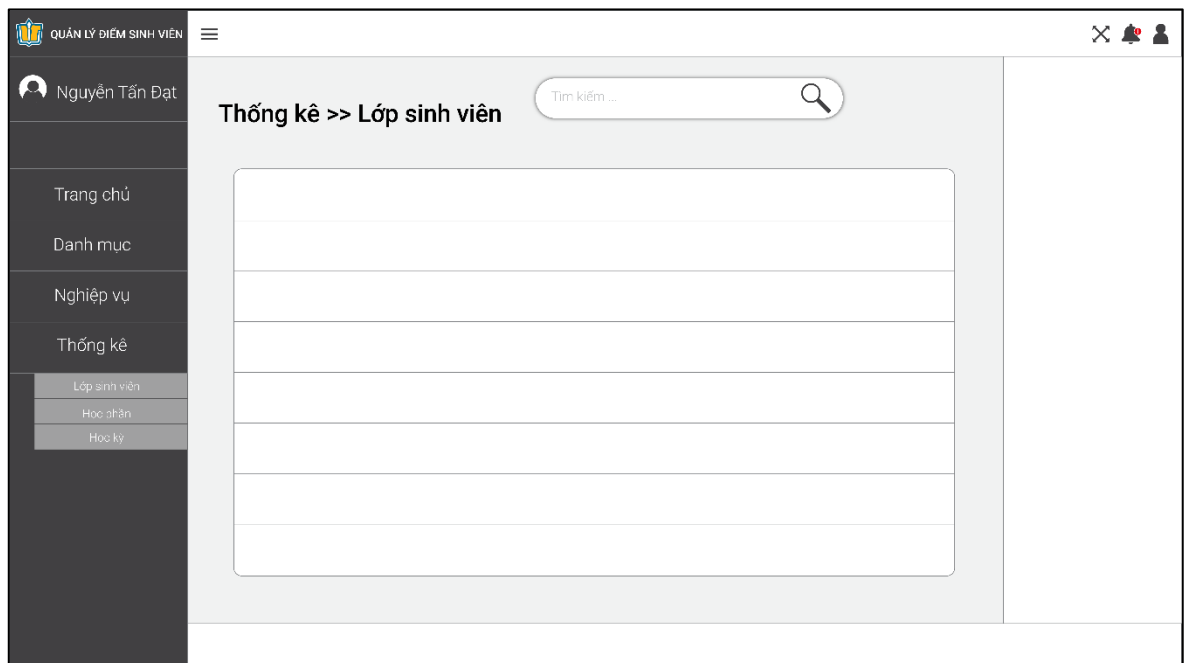 QUẢN LÝ ĐIỂM SINH VIÊN
Nguyễn Tấn Đạt
Thống kê >> Lớp sinh viên
Tìm kiếm ...
Trang chủ
Danh mục
Nghiệp vụ
Thống kê
Lớp sinh viên
Học phần
Học kỳ